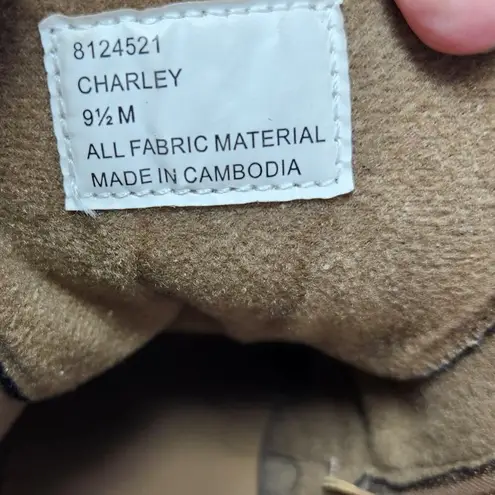 8124521
CHARLEY
9½ M
ALL FABRIC MATERIAL
MADE IN CAMBODIA